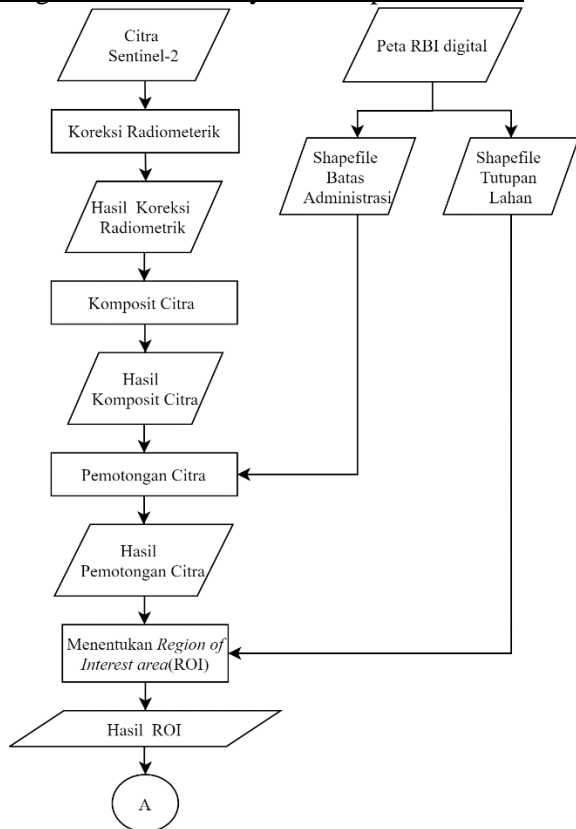 Citra
Sentinel-2
Peta RBI digital
Koreksi Radiometerik
Shapefile
Batas
Administrasi
Shapefile
Tutupan
Lahan
Hasil Koreksi
Radiometrik
Komposit Citra
Hasil
Komposit Citra
Pemotongan Citra
Hasil
Pemotongan Citra
Menentukan Region of
Interest area(ROI)
Hasil ROI
A